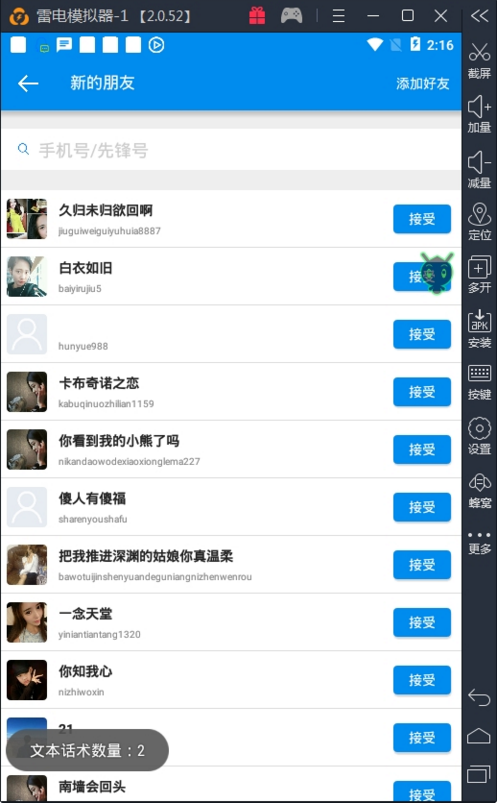 雷电模拟器-1 【2.0.52】
2:16
新的朋友
添加好友
手机号/先锋号
久归未归欲回啊
接受
jiuguiweiguiyuhuia8887
白衣如旧
接受
baiyirujiu5
接受
hunyue988
卡布奇诺之恋
接受
kabuqinuozhilian1159
你看到我的小熊了吗
接受
nikandaowodexiaoxionglema227
傻人有傻福
接受
sharenyoushafu
把我推进深渊的姑娘你真温柔
接受
bawotuijinshenyuandeguniangnizhenwenrou
一念天堂
接受
yiniantiantang1320
你知我心
接受
nizhiwoxin
21
接受
文本话术数量：2
南墙会回头
接受
截屏
加量
减量
定位
多开
APK
安装
按键
设置
蜂窝
更多